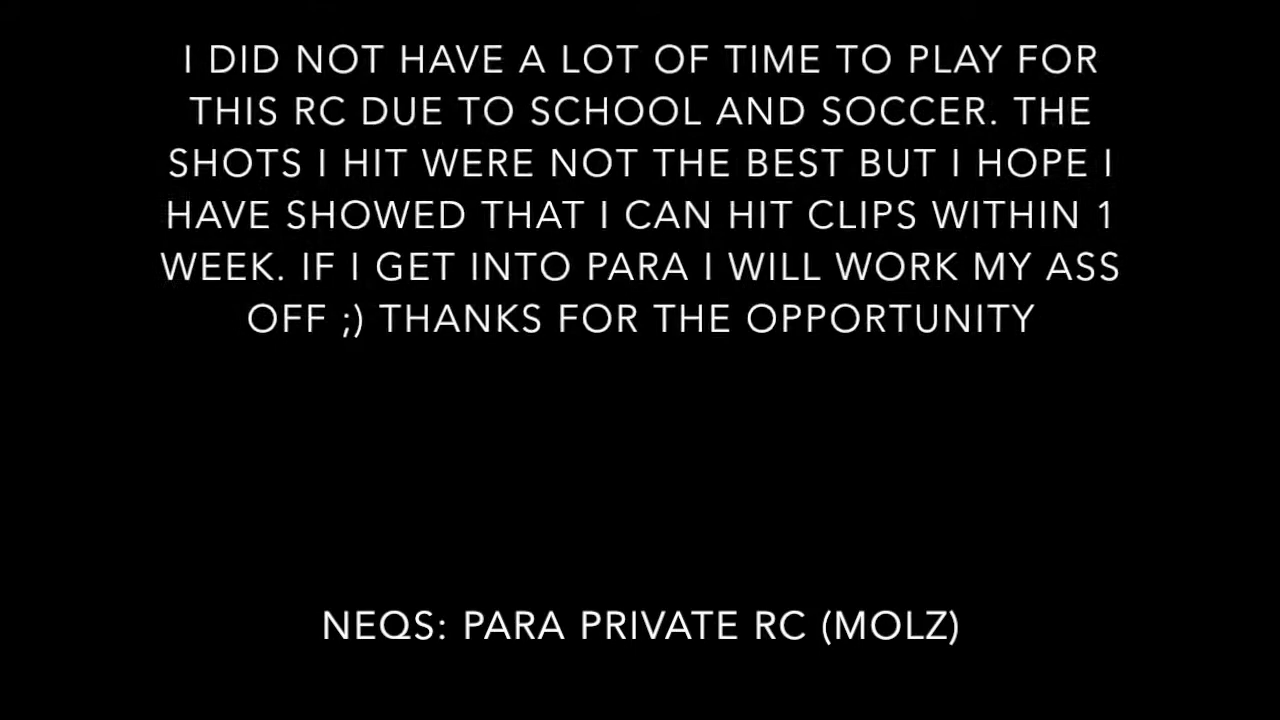 I DID NOT HAVE A LOT OF TIME TO PLAY FOR
THIS RC DUE TO SCHOOL AND SOCCER. THE
SHOTS I HIT WERE NOT THE BEST BUT I HOPE I
HAVE SHOWED THAT I CAN HIT CLIPS WITHIN 1
WEEK. IF I GET INTO PARA I WILL WORK MY ASS
OFF ;) THANKS FOR THE OPPORTUNITY
NEQS: PARA PRIVATE RC (MOLZ)